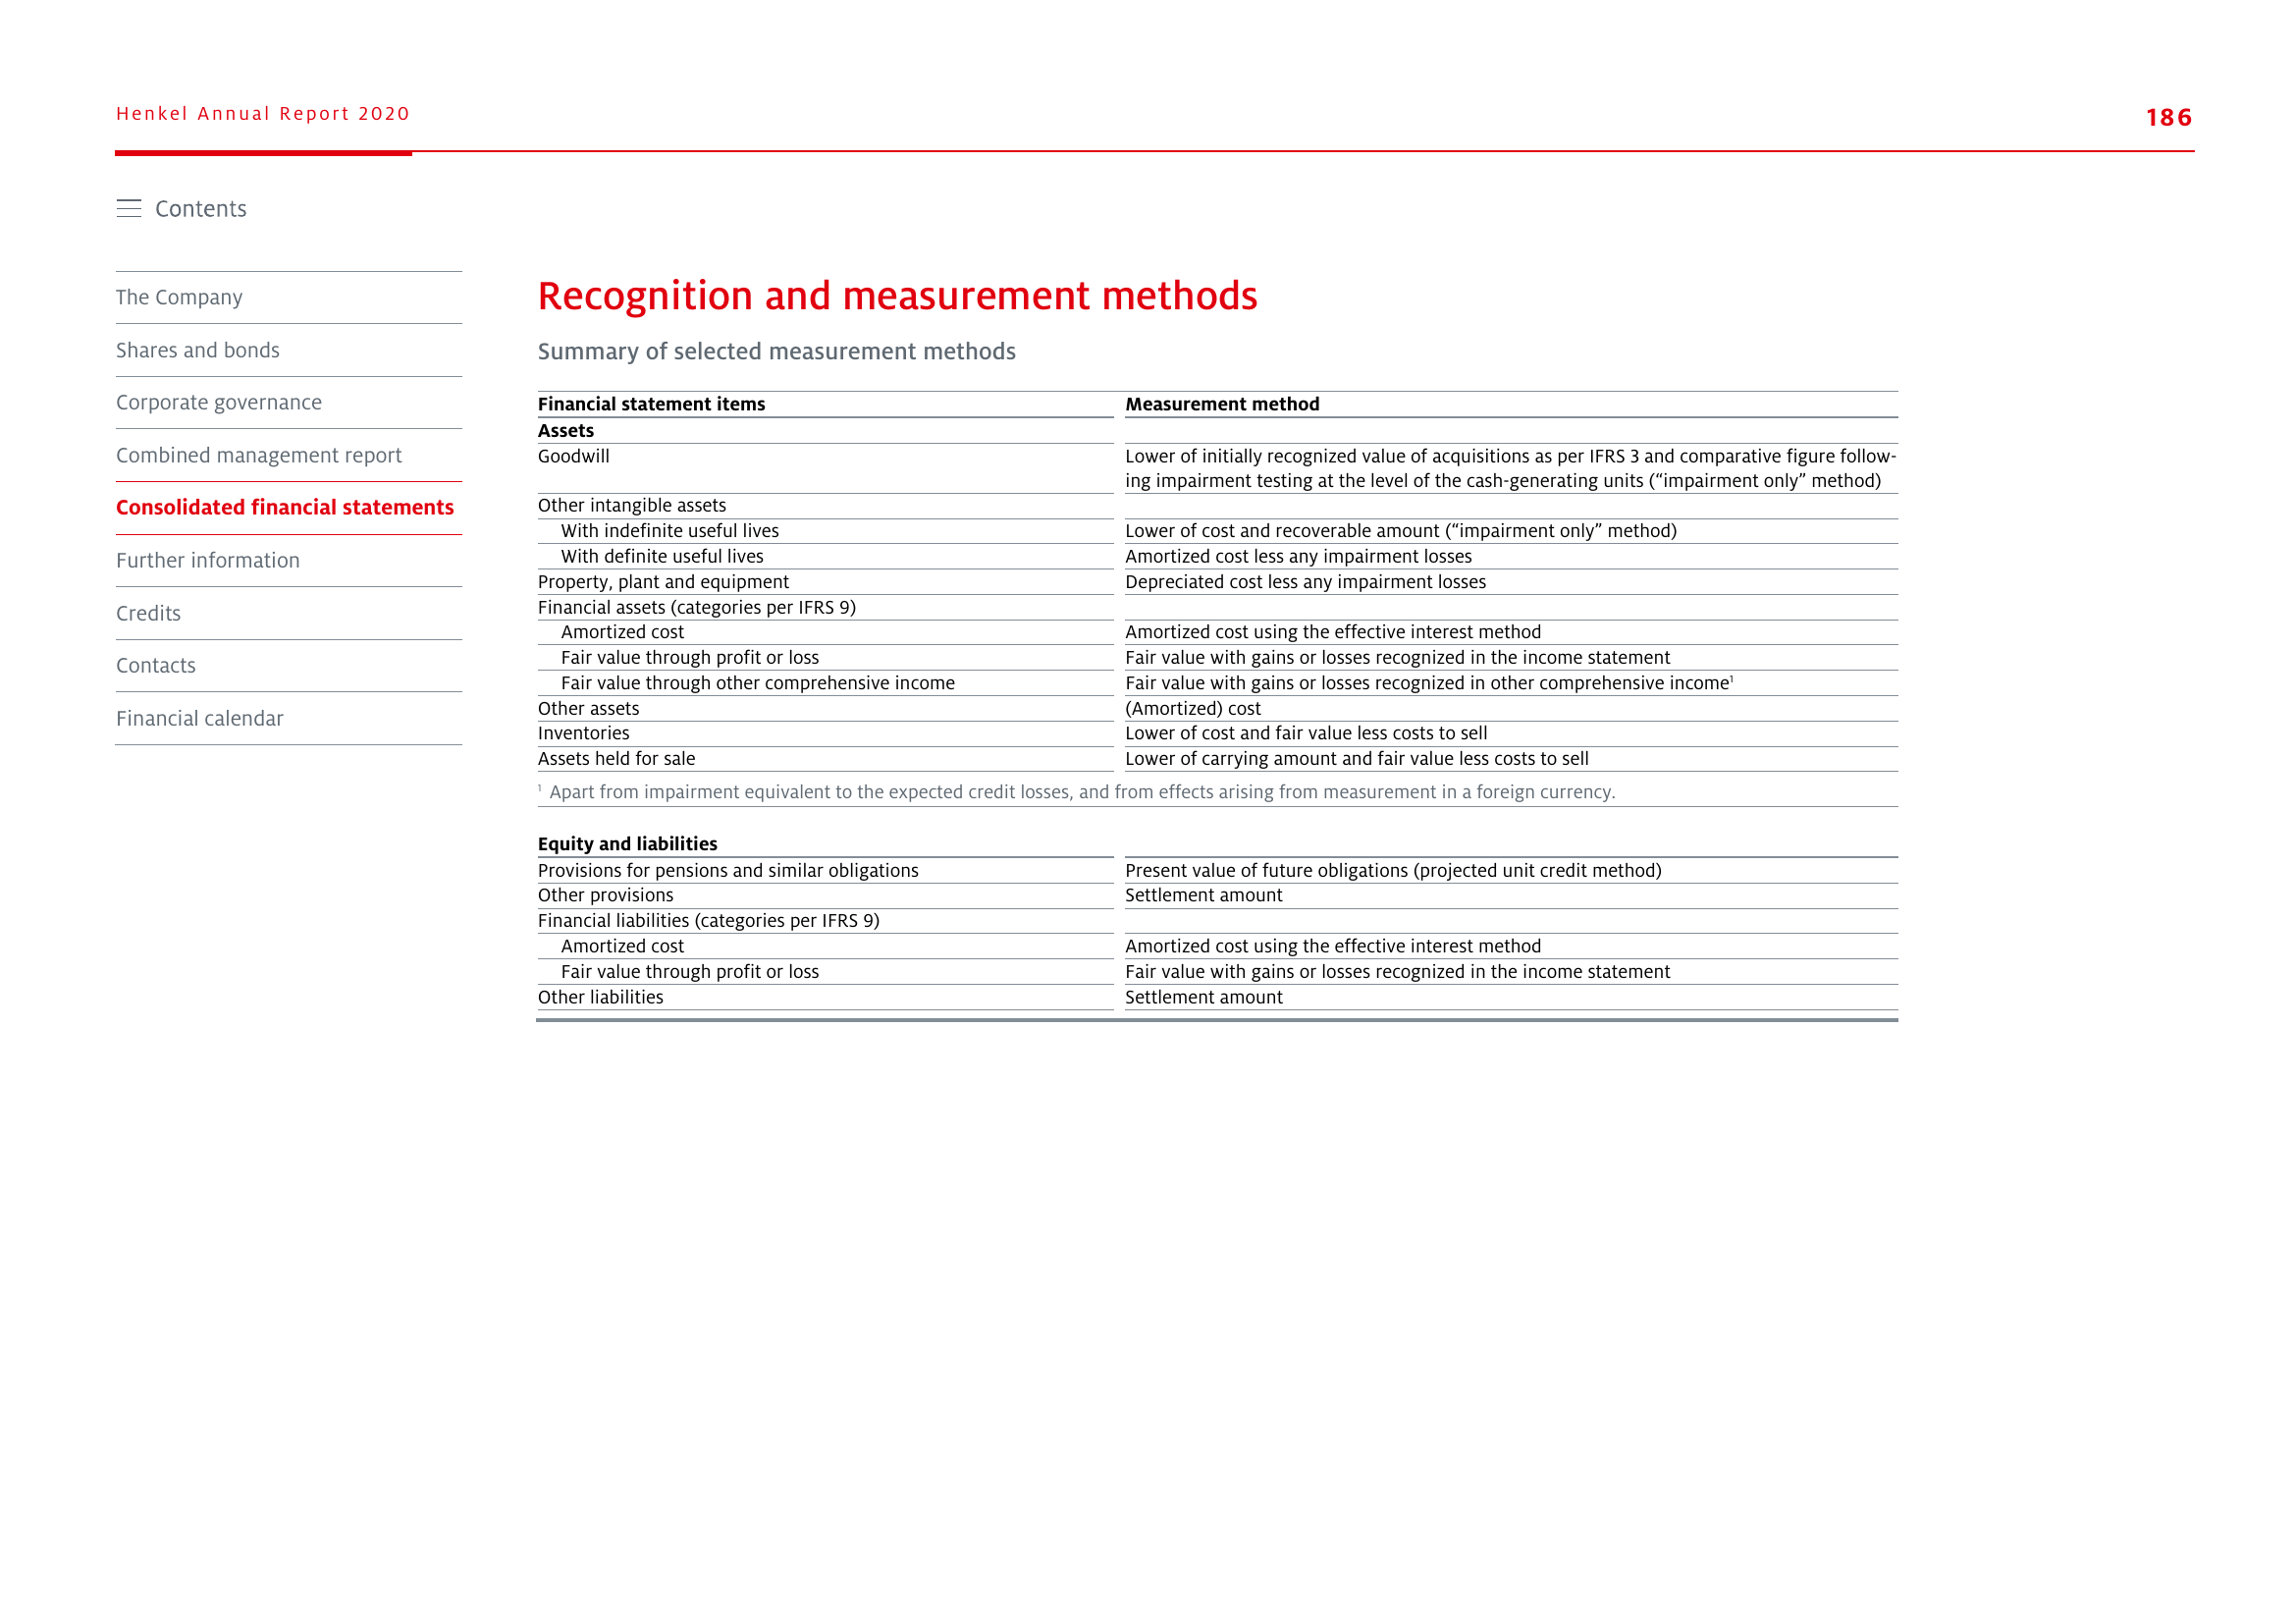 Henkel Annual Report 2020
186
Contents
The Company
Shares and bonds
Corporate governance
Combined management report
Consolidated financial statements
Further information
Credits
Contacts
Financial calendar
Recognition and measurement methods
Summary of selected measurement methods
Financial statement items Measurement method
Assets
Goodwill Lower of initially recognized value of acquisitions as per IFRS 3 and comparative figure follow-
ing impairment testing at the level of the cash-generating units (“impairment only” method)
Other intangible assets
With indefinite useful lives Lower of cost and recoverable amount (“impairment only” method)
With definite useful lives Amortized cost less any impairment losses
Property, plant and equipment Depreciated cost less any impairment losses
Financial assets (categories per IFRS 9)
Amortized cost Amortized cost using the effective interest method
Fair value through profit or loss Fair value with gains or losses recognized in the income statement
Fair value through other comprehensive income Fair value with gains or losses recognized in other comprehensive income¹
Other assets (Amortized) cost
Inventories Lower of cost and fair value less costs to sell
Assets held for sale Lower of carrying amount and fair value less costs to sell
¹ Apart from impairment equivalent to the expected credit losses, and from effects arising from measurement in a foreign currency.
Equity and liabilities
Provisions for pensions and similar obligations Present value of future obligations (projected unit credit method)
Other provisions Settlement amount
Financial liabilities (categories per IFRS 9)
Amortized cost Amortized cost using the effective interest method
Fair value through profit or loss Fair value with gains or losses recognized in the income statement
Other liabilities Settlement amount